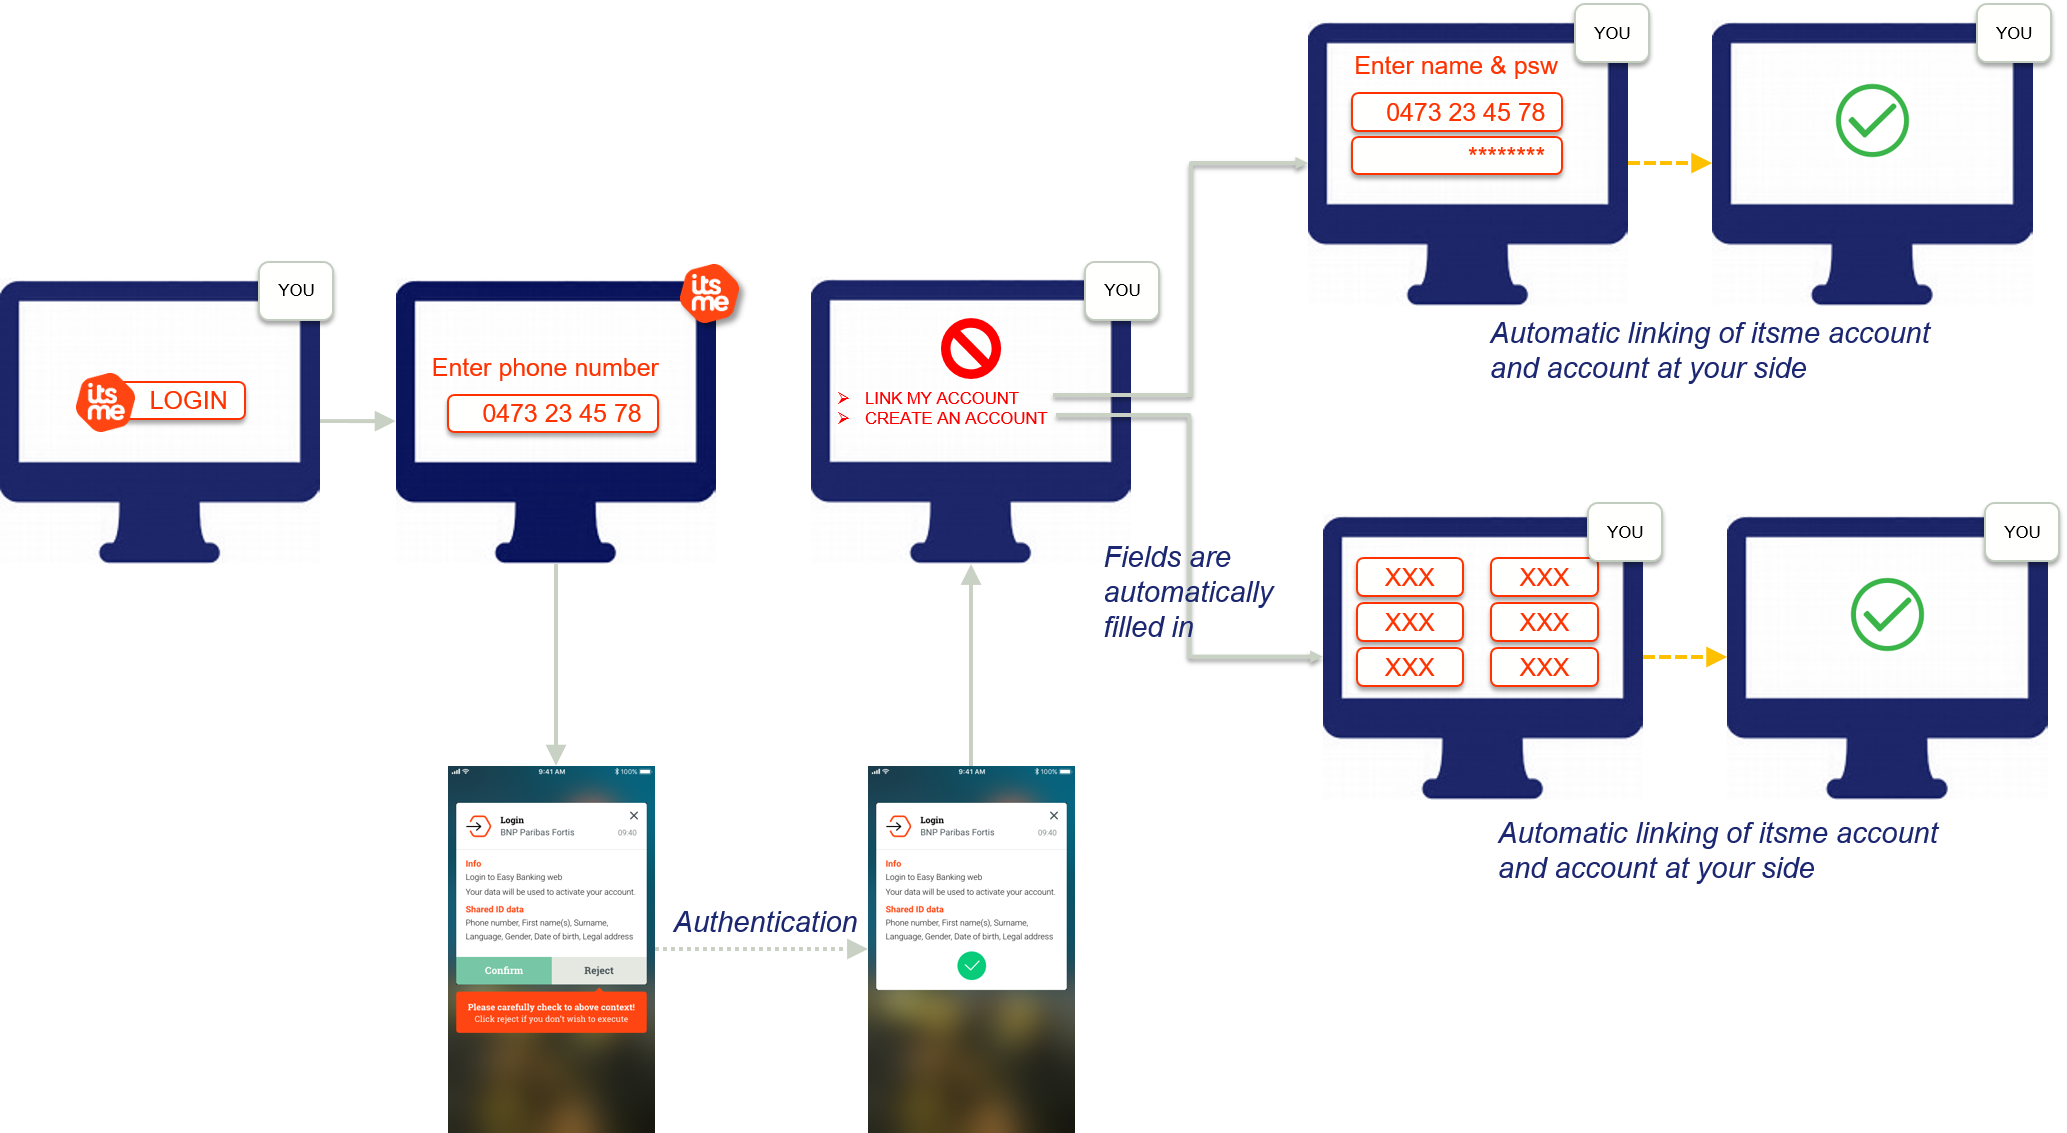 YOU
Enter name & psw
0473 23 45 78
********
YOU
Automatic linking of itsme account
and account at your side
YOU
its
me
LOGIN
its
me
Enter phone number
0473 23 45 78
YOU
LINK MY ACCOUNT
CREATE AN ACCOUNT
Fields are
automatically
filled in
YOU
XXX XXX
XXX XXX
XXX XXX
YOU
Automatic linking of itsme account
and account at your side
9:41 AM 100%
Login
BNP Paribas Fortis 09:40
Info
Login to Easy Banking web
Your data will be used to activate your account.
Shared ID data
Phone number, First name(s), Surname,
Language, Gender, Date of birth, Legal address
Confirm Reject
Please carefully check to above context!
Click reject if you don't wish to execute
Authentication
9:41 AM 100%
Login
BNP Paribas Fortis 09:40
Info
Login to Easy Banking web
Your data will be used to activate your account.
Shared ID data
Phone number, First name(s), Surname,
Language, Gender, Date of birth, Legal address